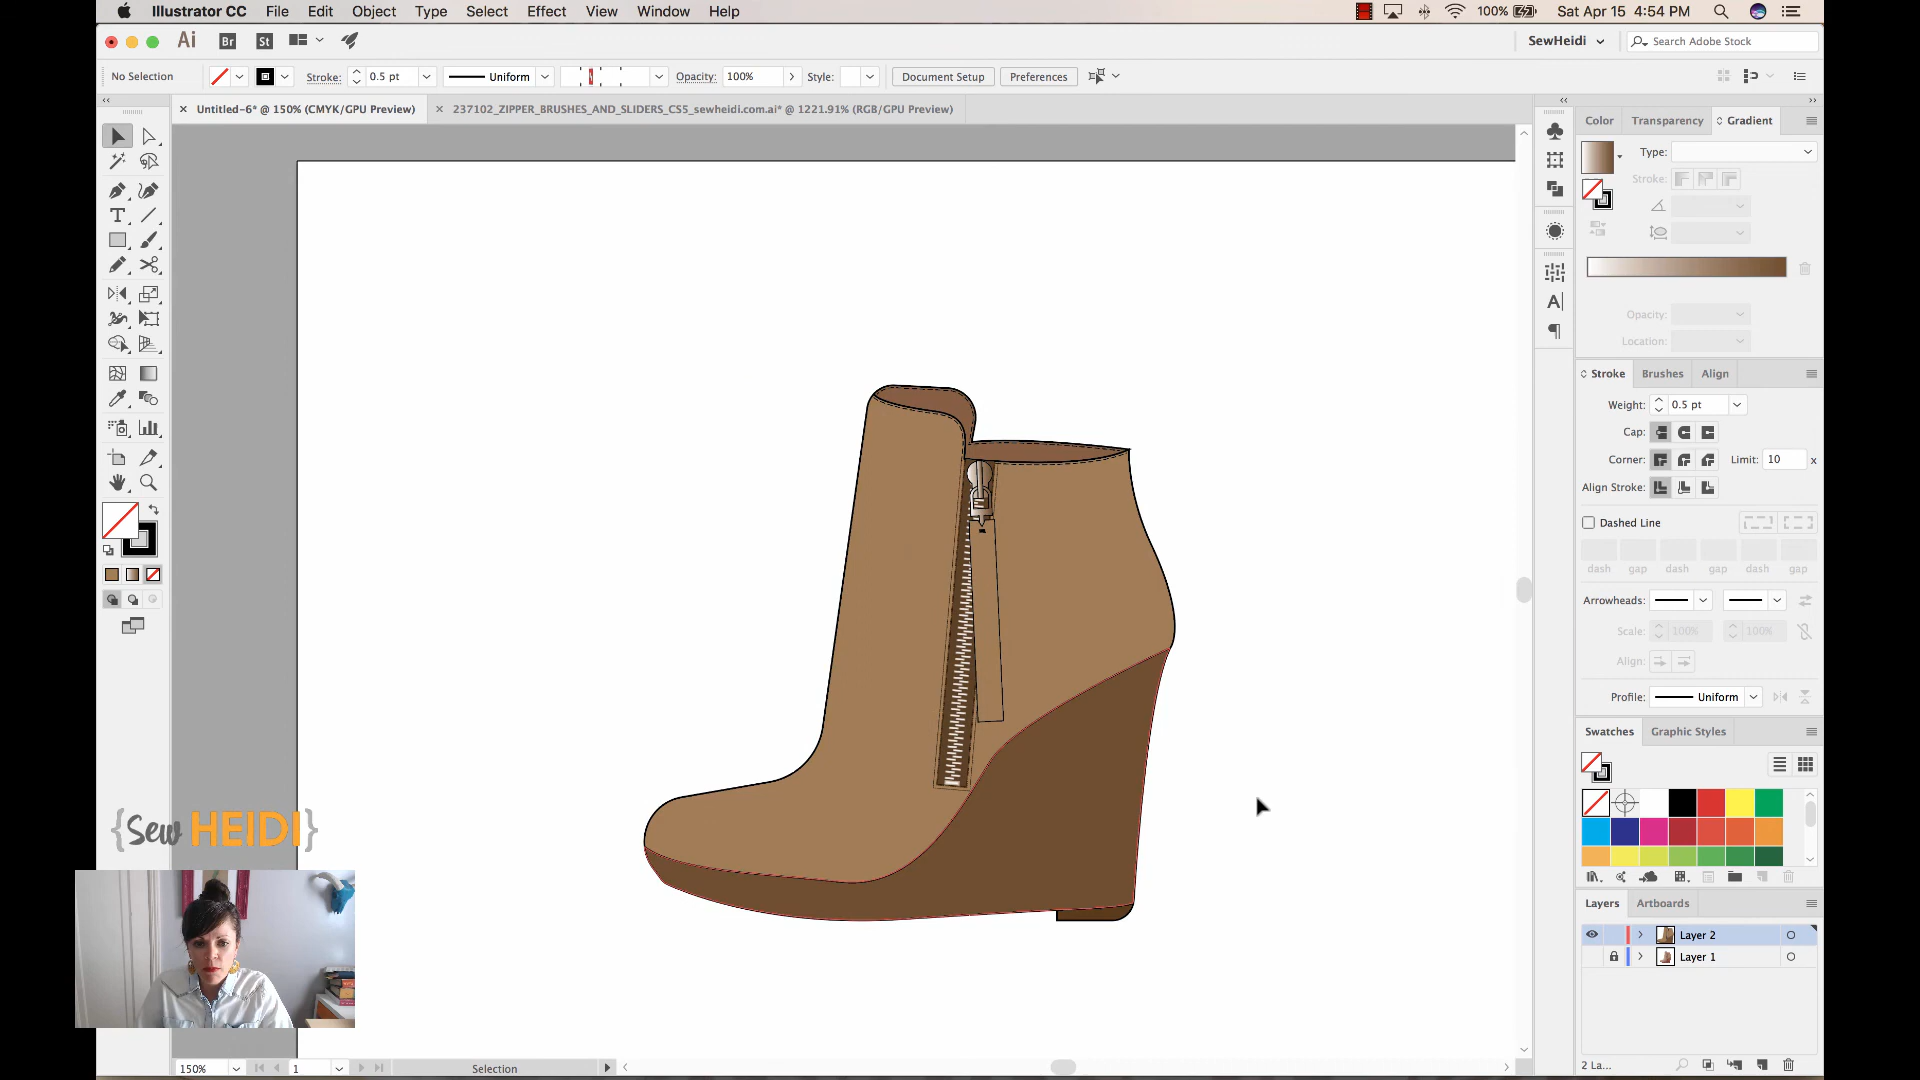 Illustrator CC File Edit Object Type Select Effect View Window Help
100% Sat Apr 15 4:54 PM
Ai Br St
SewHeidi Search Adobe Stock
No Selection Stroke: 0.5 pt Uniform Opacity: 100% Style: Document Setup Preferences
Untitled-6* @ 150% (CMYK/GPU Preview) 237102_ZIPPER_BRUSHES_AND_SLIDERS_CS5_sewheidi.com.ai* @ 1221.91% (RGB/GPU Preview)
Color Transparency Gradient
Type:
Stroke:
Opacity:
Location:
Stroke Brushes Align
Weight: 0.5 pt
Cap:
Corner: Limit: 10 x
Align Stroke:
Dashed Line
dash gap dash gap dash gap
Arrowheads:
Scale: 100% 100%
Align:
Profile: Uniform
Swatches Graphic Styles
Layers Artboards
Layer 2
Layer 1
2 La...
{Sew HEIDI}
150% 1 Selection